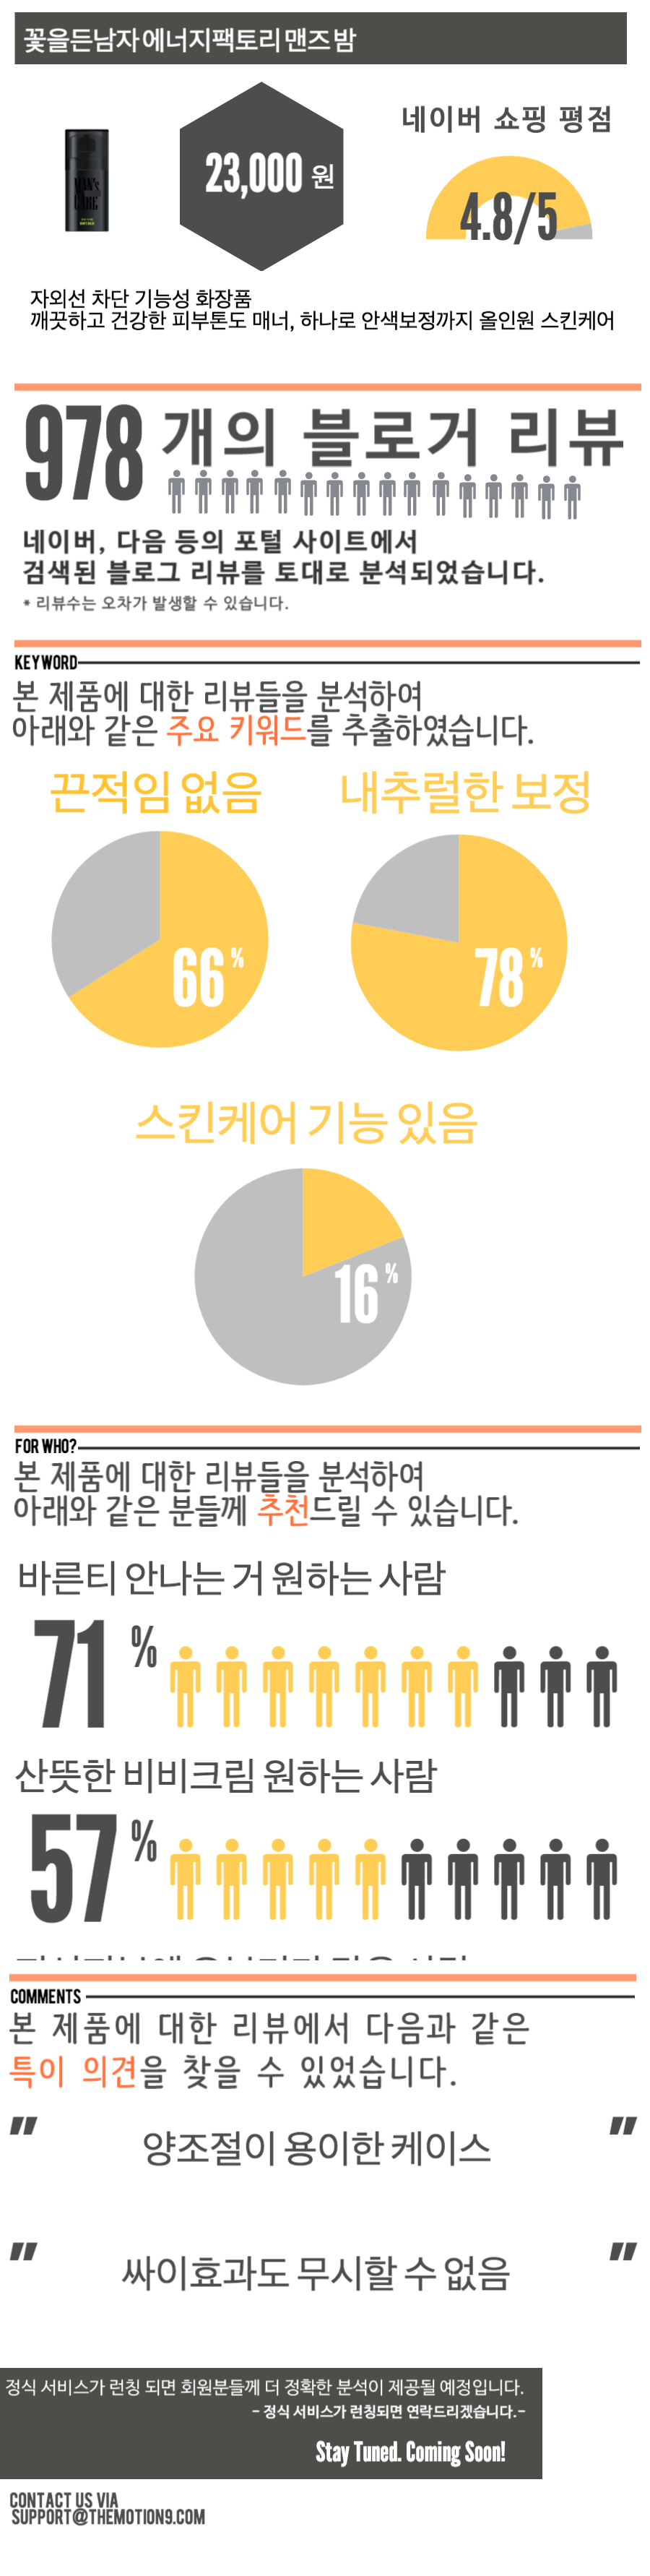 꽃을든남자 에너지팩토리 맨즈 밤
네이버 쇼핑 평점
23,000 원
MAN's
CARE
4.8/5
자외선 차단 기능성 화장품
깨끗하고 건강한 피부톤도 매너, 하나로 안색보정까지 올인원 스킨케어
978 개의 블로거 리뷰
네이버, 다음 등의 포털 사이트에서
검색된 블로그 리뷰를 토대로 분석되었습니다.
* 리뷰수는 오차가 발생할 수 있습니다.
KEYWORD
본 제품에 대한 리뷰들을 분석하여
아래와 같은 주요 키워드를 추출하였습니다.
끈적임 없음
내추럴한 보정
66%
78%
스킨케어 기능 있음
16%
FOR WHO?
본 제품에 대한 리뷰들을 분석하여
아래와 같은 분들께 추천드릴 수 있습니다.
바른티 안나는 거 원하는 사람
71%
산뜻한 비비크림 원하는 사람
57%
COMMENTS
본 제품에 대한 리뷰에서 다음과 같은
특이 의견을 찾을 수 있었습니다.
" 양조절이 용이한 케이스 "
" 싸이효과도 무시할 수 없음 "
정식 서비스가 런칭 되면 회원분들께 더 정확한 분석이 제공될 예정입니다.
- 정식 서비스가 런칭되면 연락드리겠습니다.-
Stay Tuned. Coming Soon!
CONTACT US VIA
SUPPORT@THEMOTION9.COM